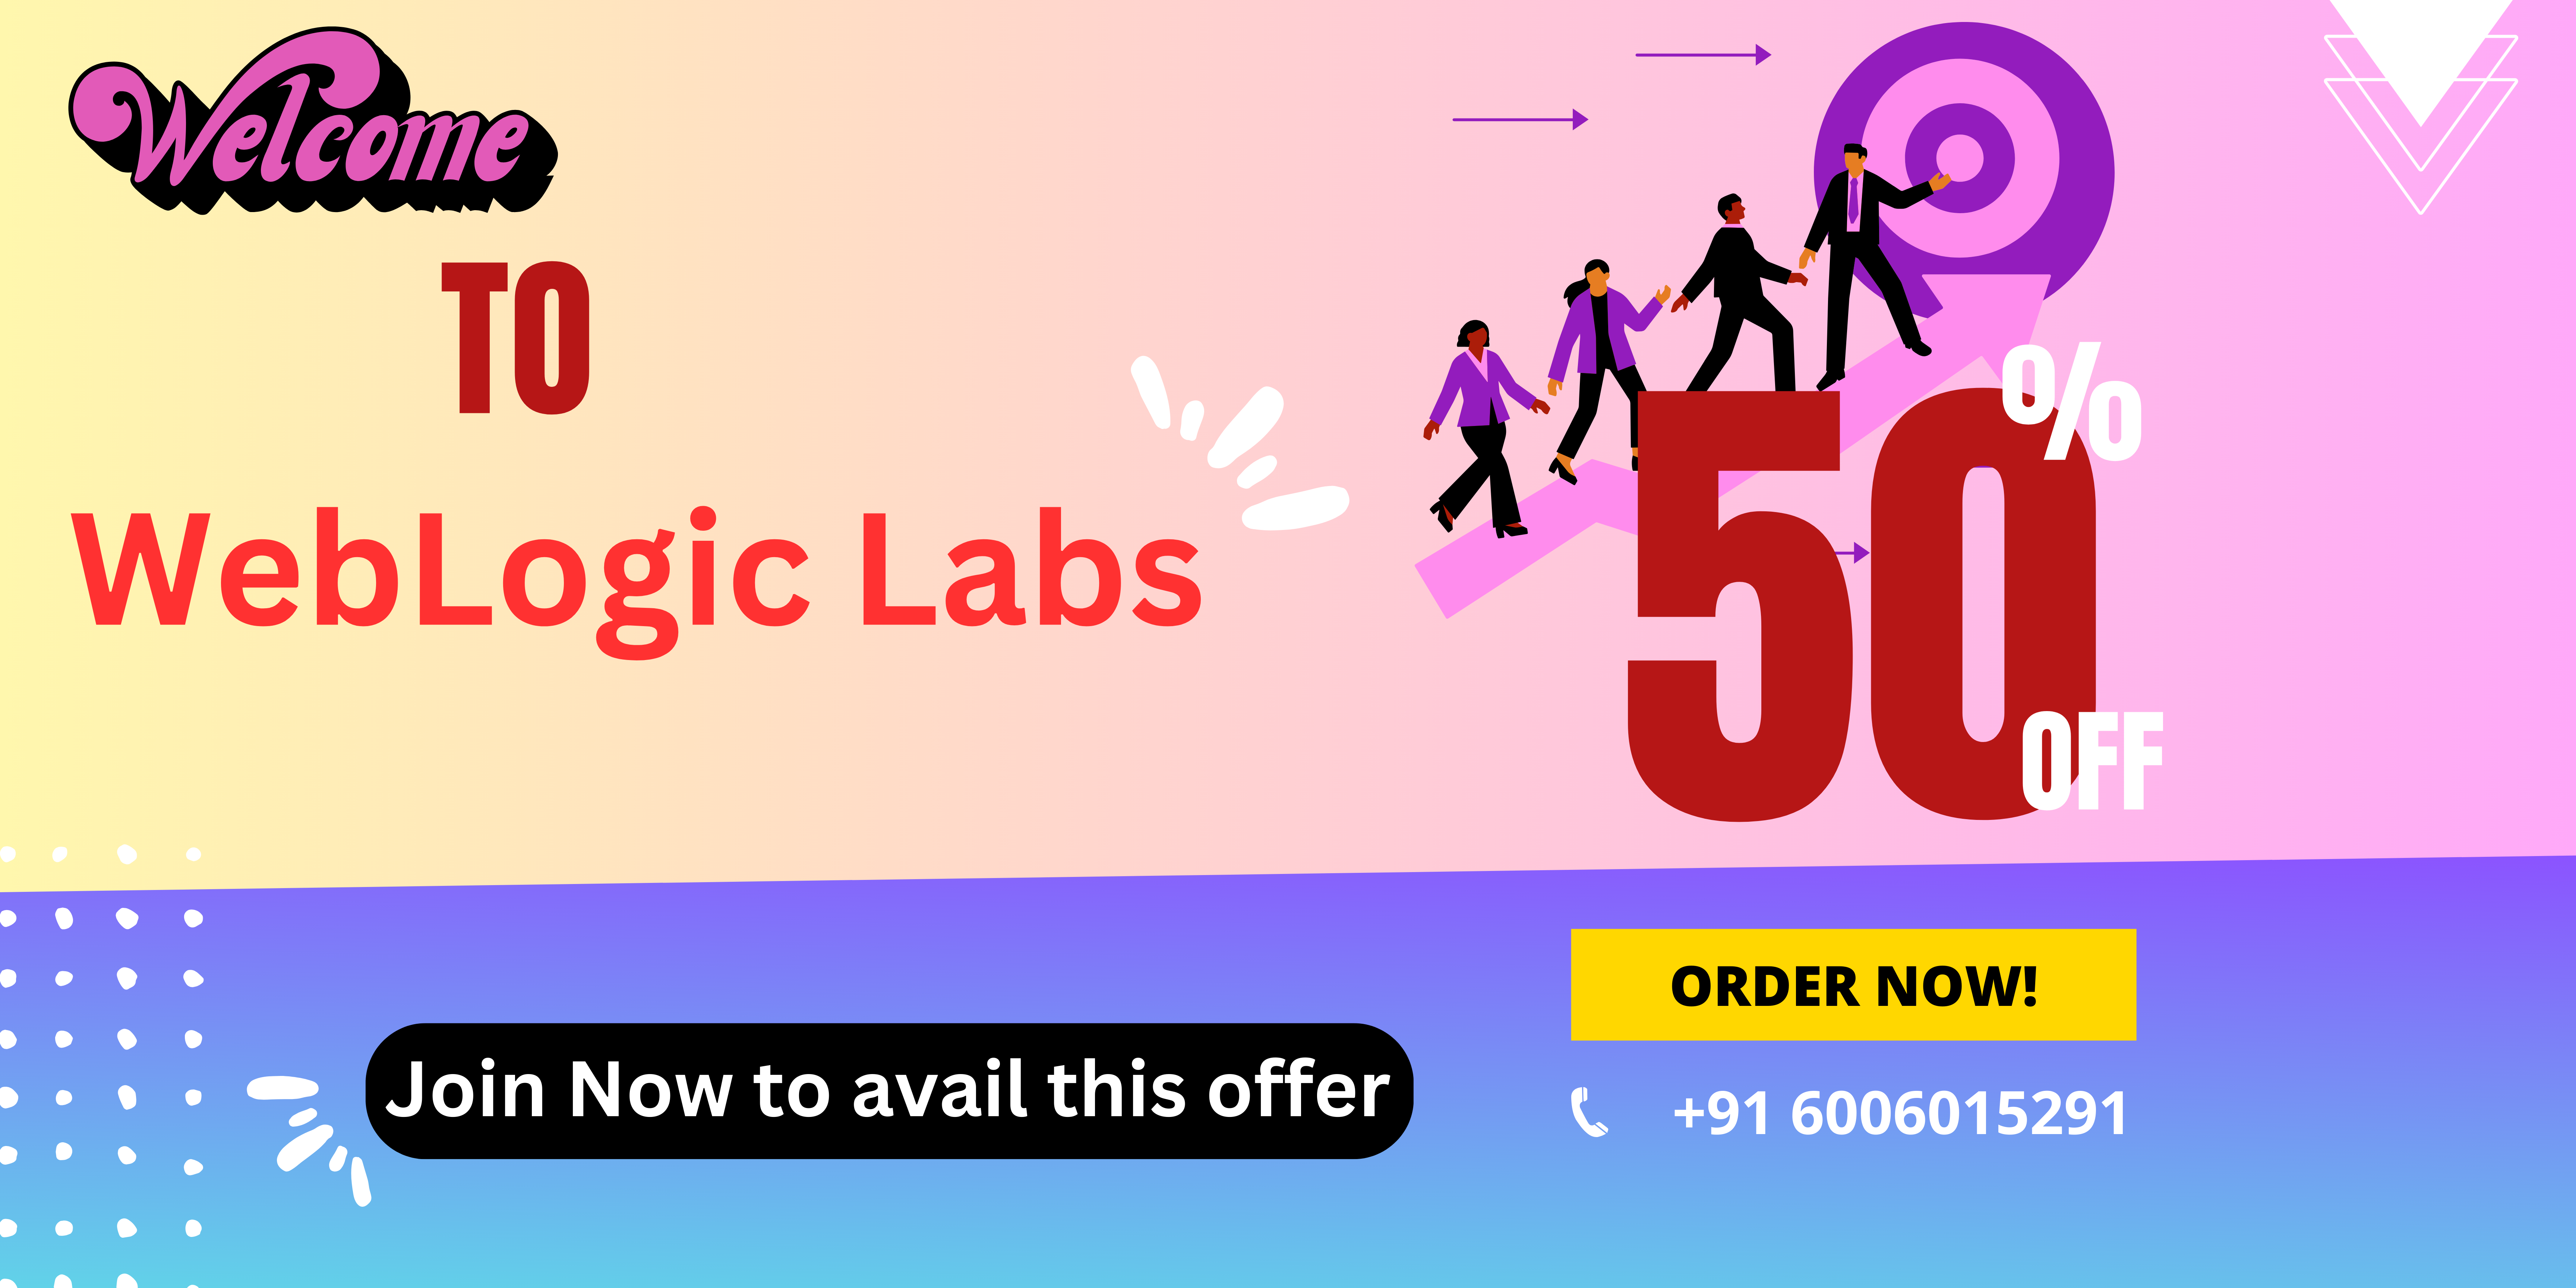 Welcome
TO
WebLogic Labs
50
%
OFF
Join Now to avail this offer
ORDER NOW!
+91 6006015291